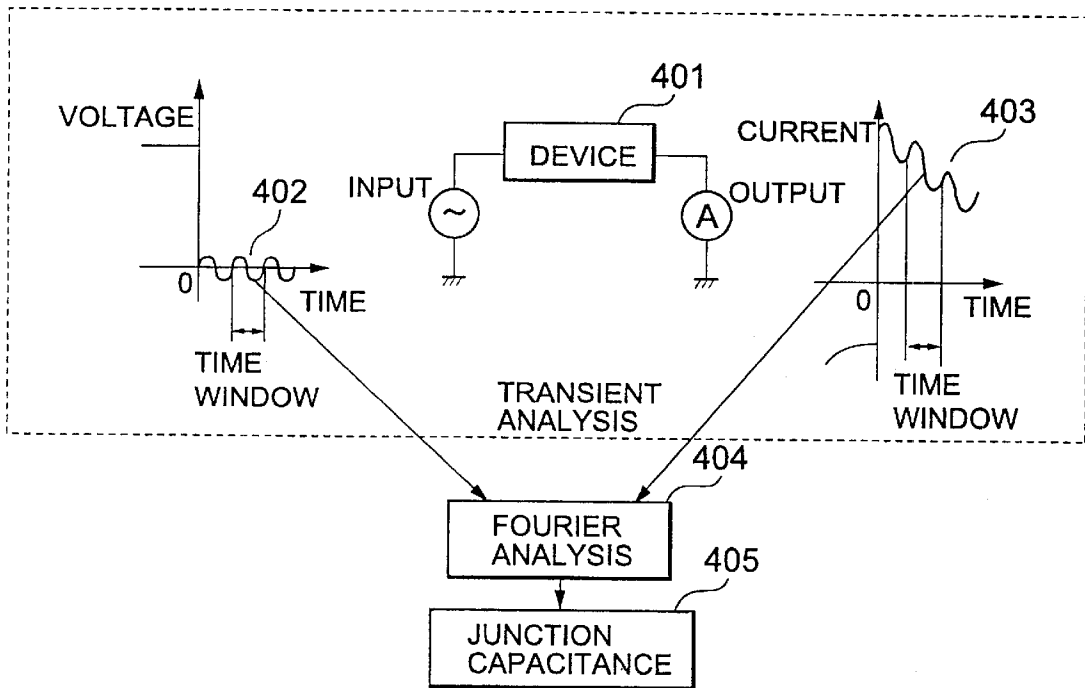 401
VOLTAGE
DEVICE
CURRENT
403
402
INPUT
~
A
OUTPUT
0
TIME
0
TIME
TIME
WINDOW
TIME
WINDOW
TRANSIENT
ANALYSIS
404
FOURIER
ANALYSIS
405
JUNCTION
CAPACITANCE